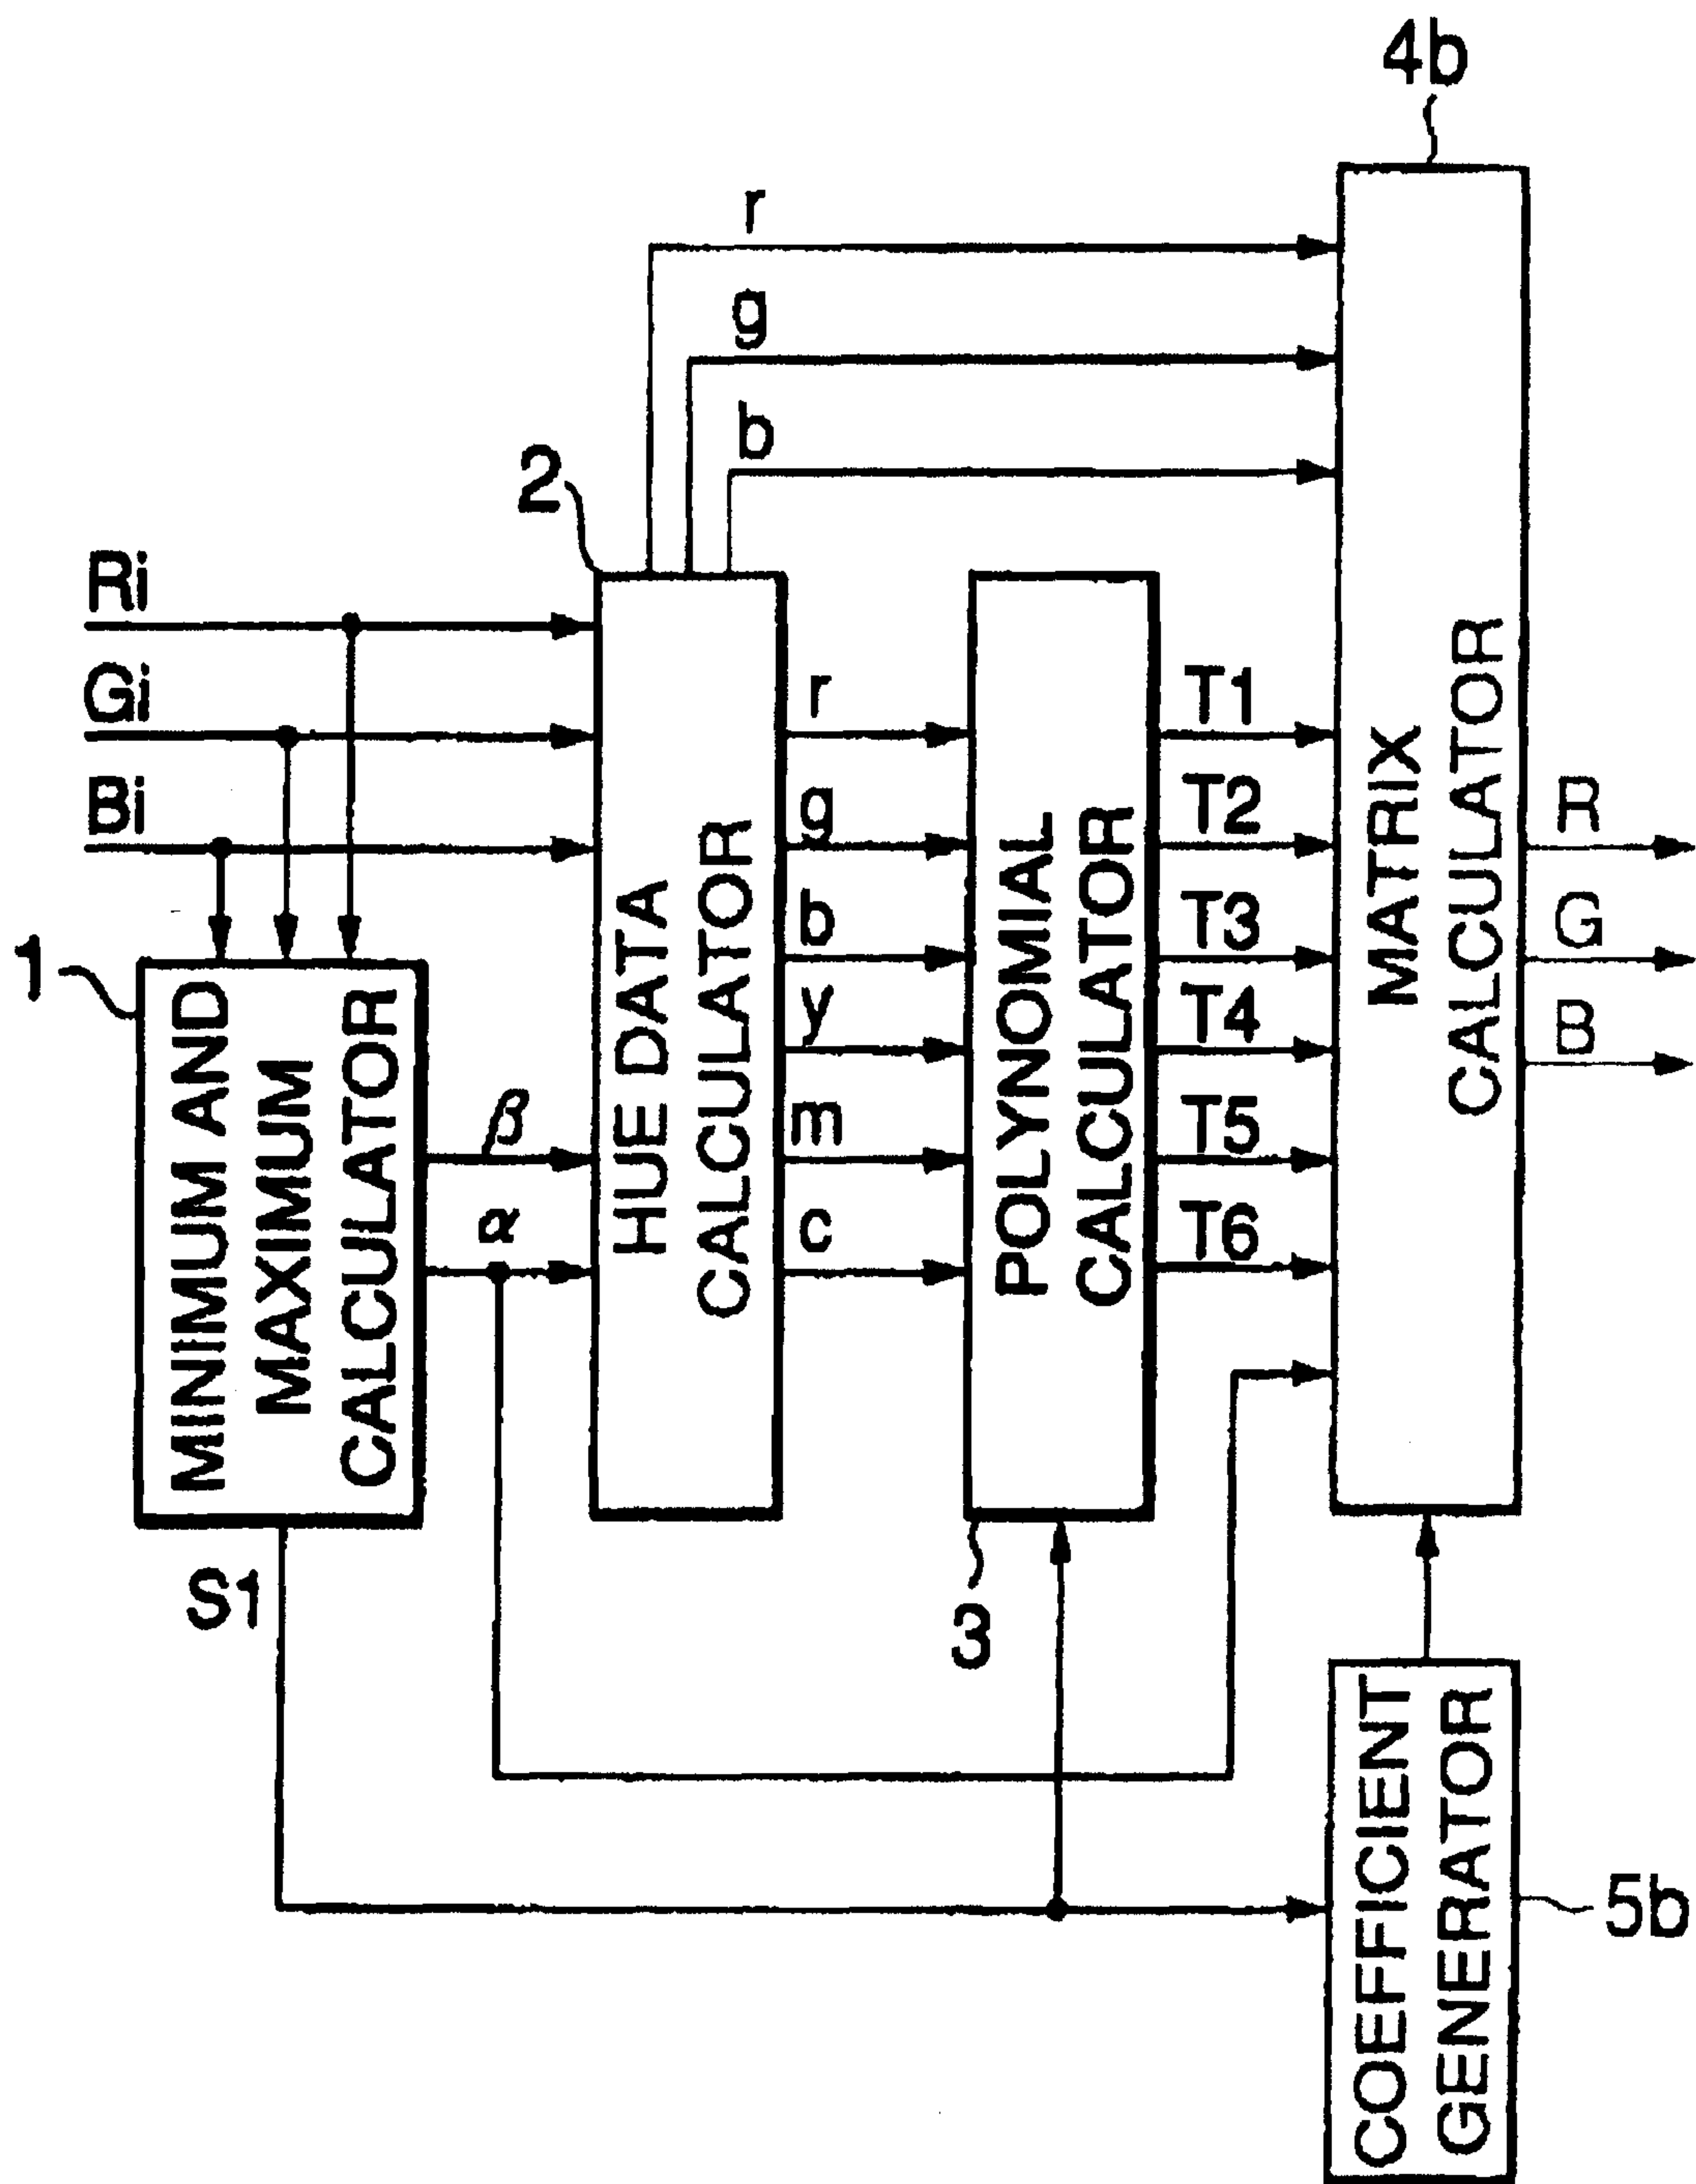 4b
r
g
b
2
Ri
Gi
Bi
r
g
b
y
m
c
T1
T2
T3
T4
T5
T6
R
G
B
1
MINIMUM AND
MAXIMUM
CALCULATOR
β
α
HUE DATA
CALCULATOR
POLYNOMIAL
CALCULATOR
MATRIX
CALCULATOR
S1
3
COEFFICIENT
GENERATOR
5b